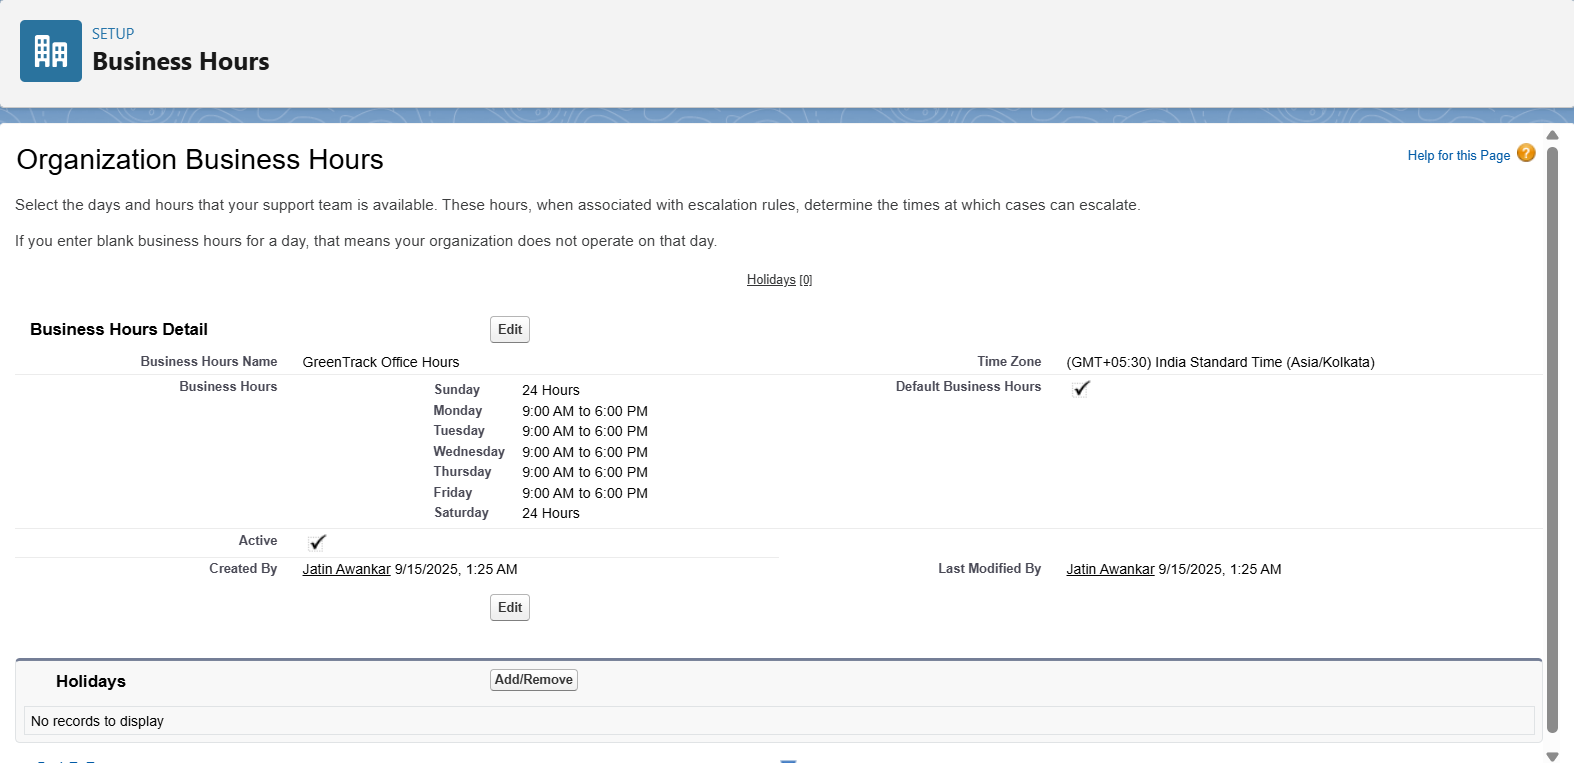 SETUP
Business Hours
Organization Business Hours
Help for this Page ?
Select the days and hours that your support team is available. These hours, when associated with escalation rules, determine the times at which cases can escalate.
If you enter blank business hours for a day, that means your organization does not operate on that day.
Holidays [0]
Business Hours Detail Edit
Business Hours Name GreenTrack Office Hours Time Zone (GMT+05:30) India Standard Time (Asia/Kolkata)
Business Hours Sunday 24 Hours Default Business Hours
Monday 9:00 AM to 6:00 PM
Tuesday 9:00 AM to 6:00 PM
Wednesday 9:00 AM to 6:00 PM
Thursday 9:00 AM to 6:00 PM
Friday 9:00 AM to 6:00 PM
Saturday 24 Hours
Active
Created By Jatin Awankar 9/15/2025, 1:25 AM Last Modified By Jatin Awankar 9/15/2025, 1:25 AM
Edit
Holidays Add/Remove
No records to display